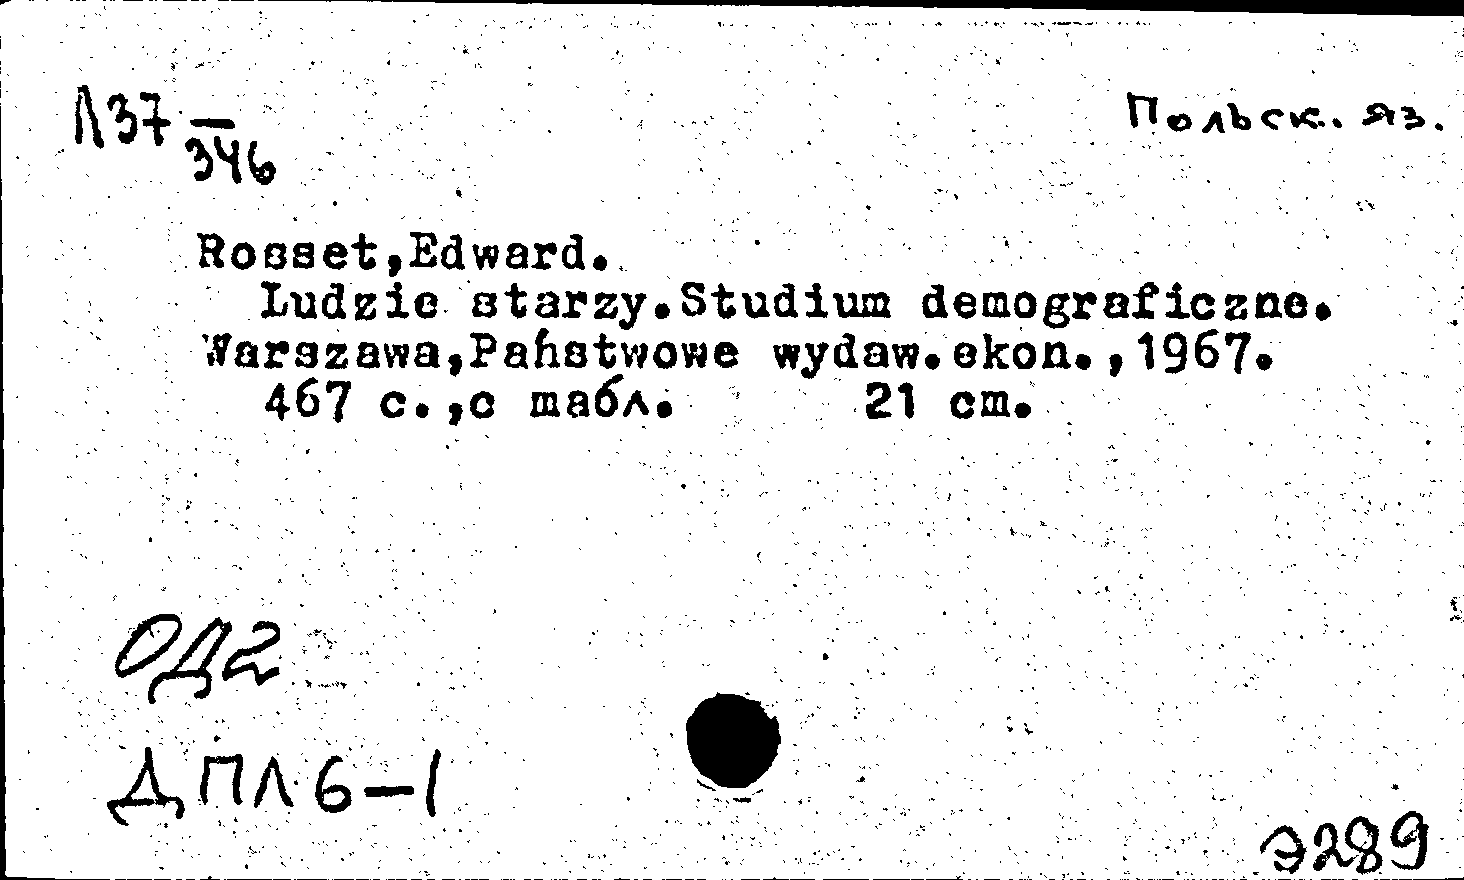 Л37 —
346
Польск. яз.
Rosset,Edward.
Ludzie starzy.Studium demograficzne.
Warszawa,Państwowe wydaw.ekon.,1967.
467 с.,с табл. 21 cm.
ОД2
ДПЛ6-1
Э289